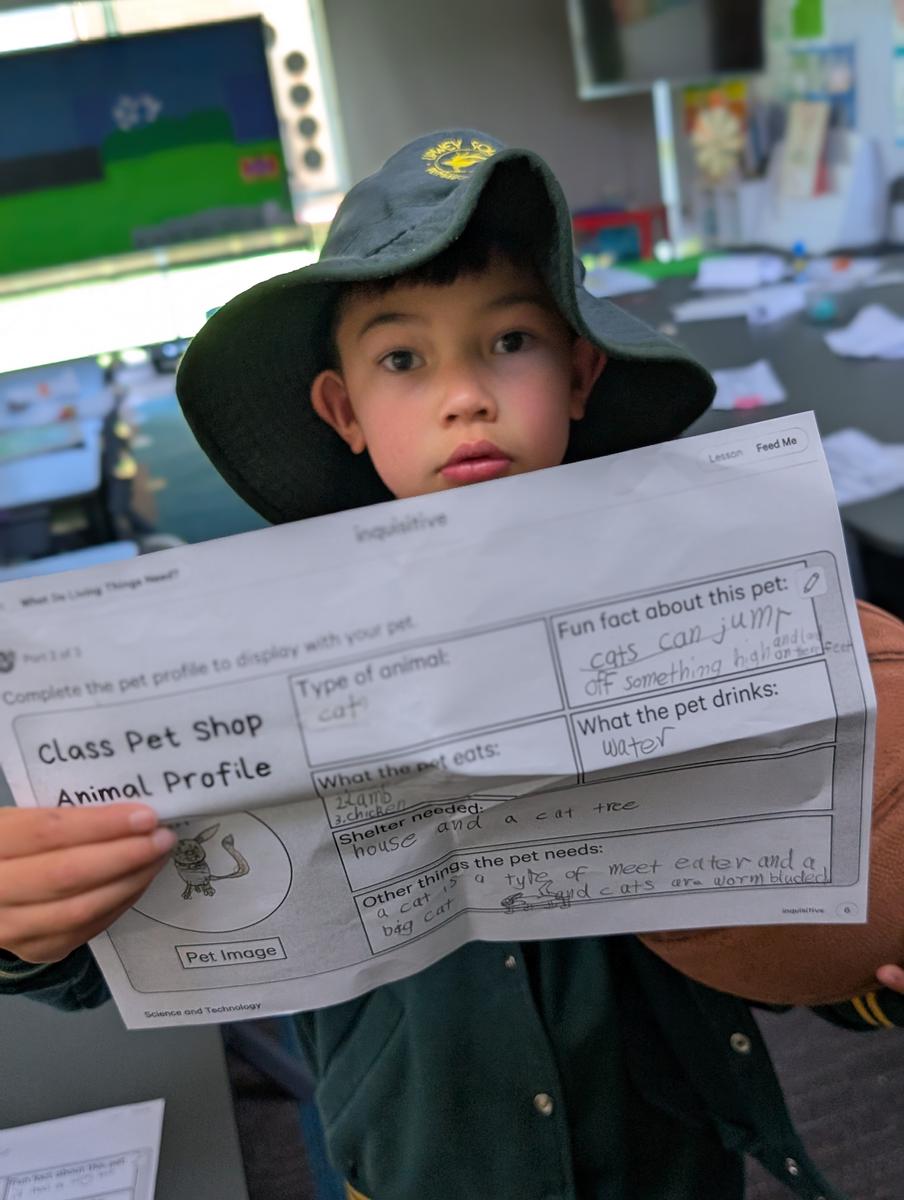 Lesson Feed Me
inquisitive
What Do Living Things Need?
Part 2 of 3
Complete the pet profile to display with your pet.
Class Pet Shop
Animal Profile
Type of animal:
cat
Fun fact about this pet:
cats can jump
off something high and land
on there feet
What the pet eats:
2.lamb
3.chicken
What the pet drinks:
water
Shelter needed:
house and a cat tree
Other things the pet needs:
a cat is a type of meet eater and a
big cat and cats are worm bluded
Pet Image
inquisitive 6
Science and Technology